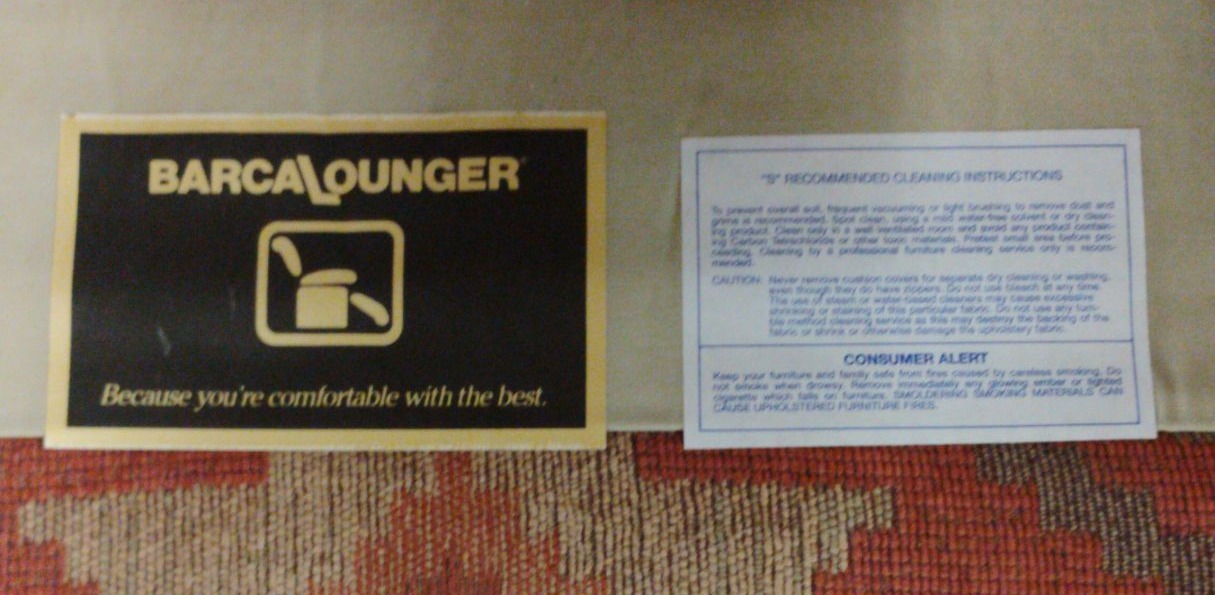 BARCALOUNGER®
Because you're comfortable with the best.
"S" RECOMMENDED CLEANING INSTRUCTIONS
To prevent overall soil, frequent vacuuming or light brushing to remove dust and
grime is recommended. Spot clean, using a mild water-free solvent or dry clean-
ing product. Clean only in a well ventilated room and avoid any product contain-
ing Carbon Tetrachloride or other toxic materials. Pretest small area before pro-
ceeding. Cleaning by a professional furniture cleaning service only is recom-
mended.
CAUTION: Never remove cushion covers for separate dry cleaning or washing,
even though they do have zippers. Do not use bleach at any time.
The use of steam or water-based cleaners may cause excessive
shrinking or staining of this particular fabric. Do not use any tum-
ble method cleaning service as this may destroy the backing of the
fabric or shrink or otherwise damage the upholstery fabric.
CONSUMER ALERT
Keep your furniture and family safe from fires caused by careless smoking. Do
not smoke when drowsy. Remove immediately any glowing ember or lighted
cigarette which falls on furniture. SMOLDERING SMOKING MATERIALS CAN
CAUSE UPHOLSTERED FURNITURE FIRES.